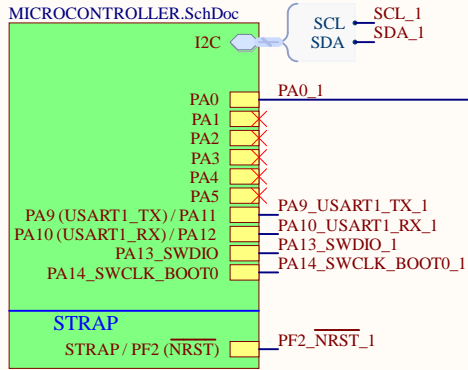 MICROCONTROLLER.SchDoc
I2C
SCL
SCL_1
SDA
SDA_1
PA0
PA0_1
PA1
PA2
PA3
PA4
PA5
PA9 (USART1_TX) / PA11
PA9_USART1_TX_1
PA10 (USART1_RX) / PA12
PA10_USART1_RX_1
PA13_SWDIO
PA13_SWDIO_1
PA14_SWCLK_BOOT0
PA14_SWCLK_BOOT0_1
STRAP
STRAP / PF2 (NRST)
PF2_NRST_1